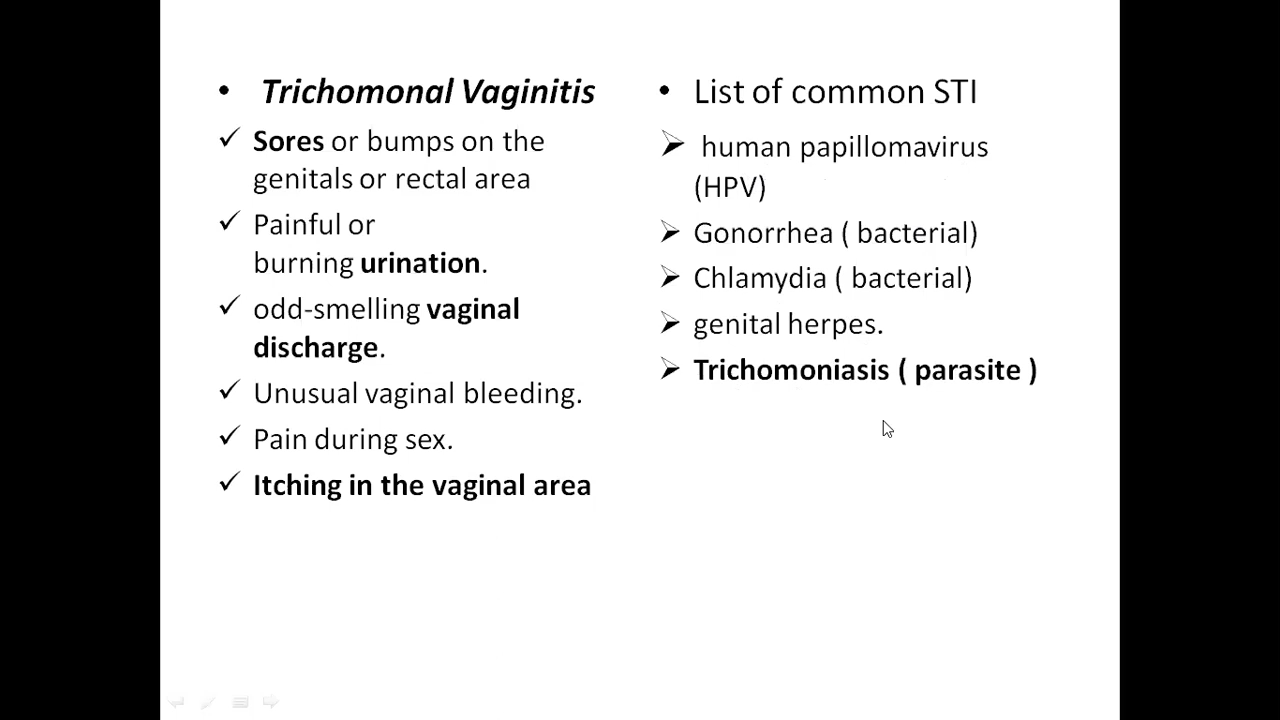 • Trichomonal Vaginitis
✓ Sores or bumps on the
genitals or rectal area
✓ Painful or
burning urination.
✓ odd-smelling vaginal
discharge.
✓ Unusual vaginal bleeding.
✓ Pain during sex.
✓ Itching in the vaginal area
• List of common STI
➢ human papillomavirus
(HPV)
➢ Gonorrhea ( bacterial)
➢ Chlamydia ( bacterial)
➢ genital herpes.
➢ Trichomoniasis ( parasite )